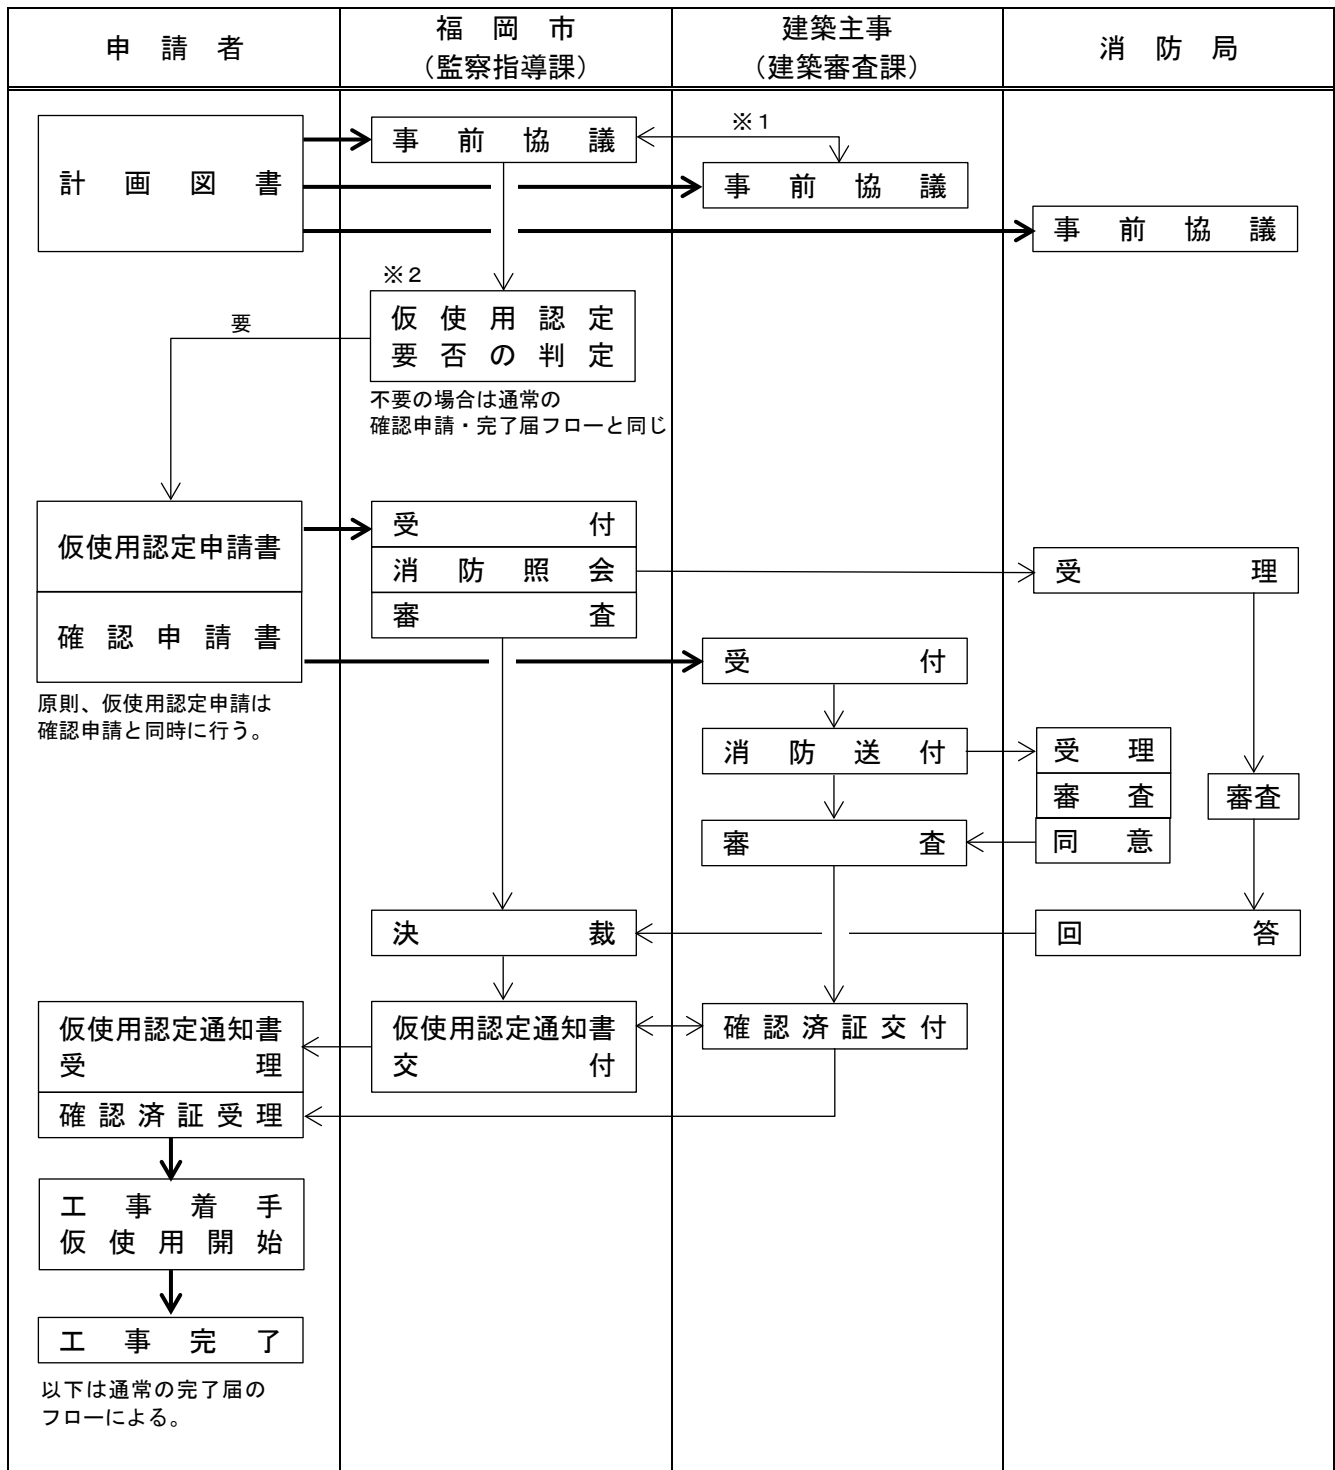 申請者
福岡市
（監察指導課）
建築主事
（建築審査課）
消防局
計画図書
事前協議
※1
事前協議
事前協議
※2
仮使用認定
要否の判定
要
不要の場合は通常の
確認申請・完了届フローと同じ
仮使用認定申請書
確認申請書
原則、仮使用認定申請は
確認申請と同時に行う。
受付
消防照会
審査
受理
受付
消防送付
受理
審査
同意
審査
審査
決裁
回答
仮使用認定通知書
受理
確認済証受理
仮使用認定通知書
交付
確認済証交付
工事着手
仮使用開始
工事完了
以下は通常の完了届の
フローによる。